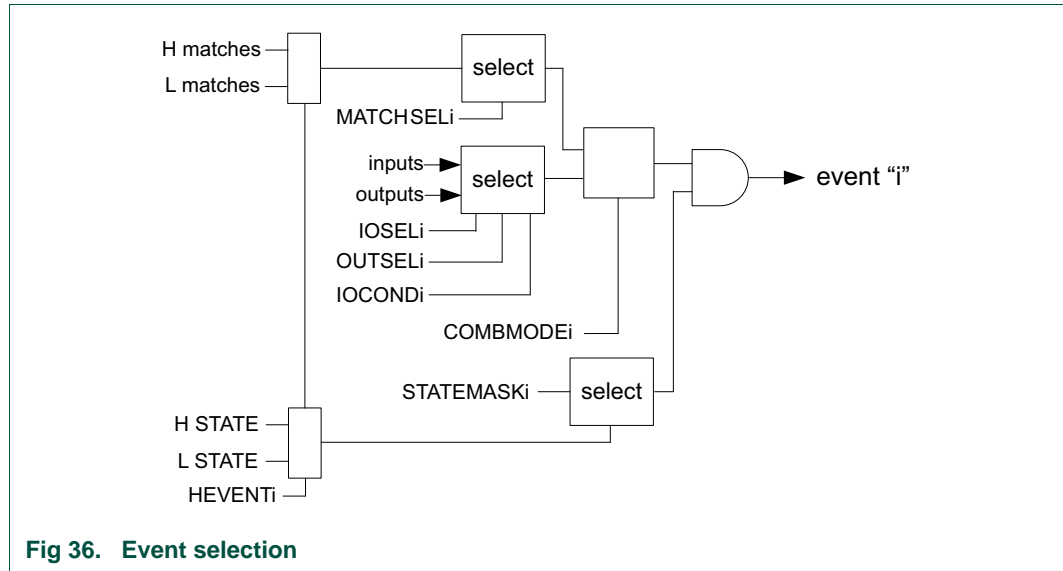 H matches
L matches
select
MATCHSELi
inputs
outputs
select
IOSELi
OUTSELi
IOCONDi
event “i”
COMBMODEi
STATEMASKi
select
H STATE
L STATE
HEVENTi
Fig 36. Event selection